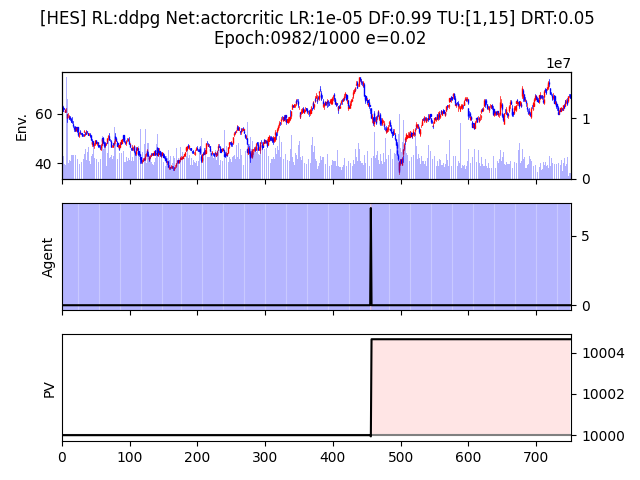 [HES] RL:ddpg Net:actorcritic LR:1e-05 DF:0.99 TU:[1,15] DRT:0.05
Epoch:0982/1000 e=0.02
1e7
Env.
60
40
1
0
Agent
5
0
PV
10004
10002
10000
0 100 200 300 400 500 600 700